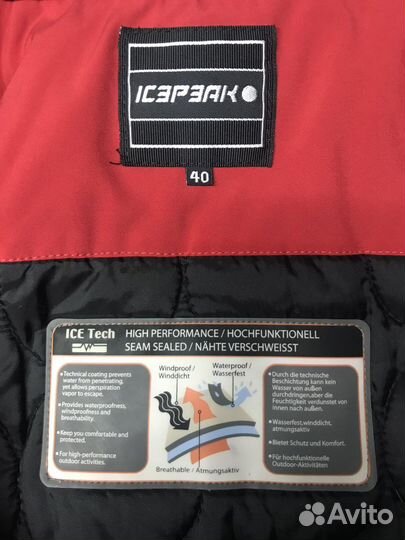 ICEPEAK
40
ICE Tech
HIGH PERFORMANCE / HOCHFUNKTIONELL
SEAM SEALED / NÄHTE VERSCHWEISST
•Technical coating prevents
water from penetrating,
yet allows perspiration
vapor to escape.
•Provides waterproofness,
windproofness and
breathability.
•Keep you comfortable and
protected.
•For high-performance
outdoor activities.
Windproof /
Winddicht
Waterproof /
Wasserfest
Breathable / Atmungsaktiv
•Durch die technische
Beschichtung kann kein
Wasser von außen
durchdringen,aber die
Feuchtigkeit verdunstet von
innen nach außen.
•Wasserfest,winddicht,
atmungsaktiv
•Bietet Schutz und Komfort.
•Für hochfunktionelle
Outdoor-Aktivitäten
Avito